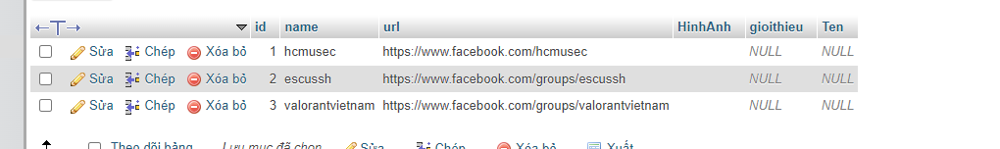 id name url HinhAnh gioithieu Ten
Sửa Chép Xóa bỏ 1 hcmusec https://www.facebook.com/hcmusec NULL NULL
Sửa Chép Xóa bỏ 2 escussh https://www.facebook.com/groups/escussh NULL NULL
Sửa Chép Xóa bỏ 3 valorantvietnam https://www.facebook.com/groups/valorantvietnam NULL NULL
Theo dõi bảng Lưu mục đã chọn Sửa Chép Xóa bỏ Xuất